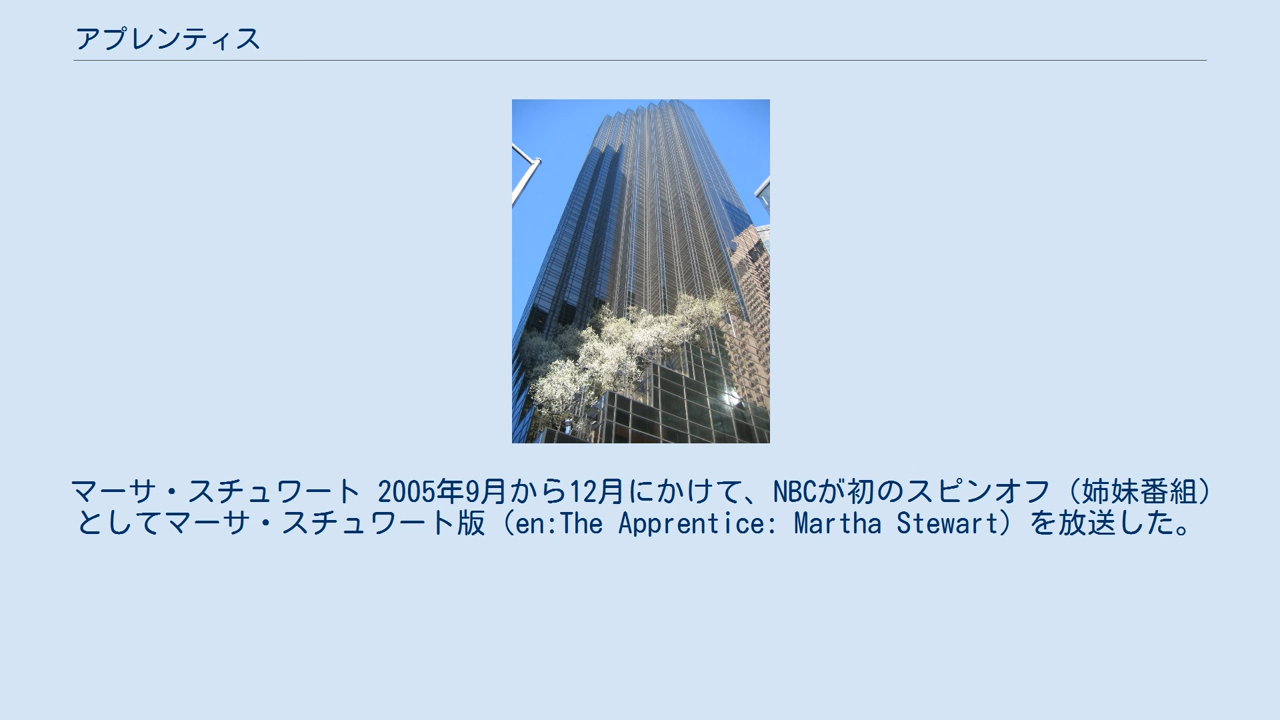 アプレンティス
マーサ・スチュワート 2005年9月から12月にかけて、NBCが初のスピンオフ（姉妹番組）
としてマーサ・スチュワート版（en:The Apprentice: Martha Stewart）を放送した。